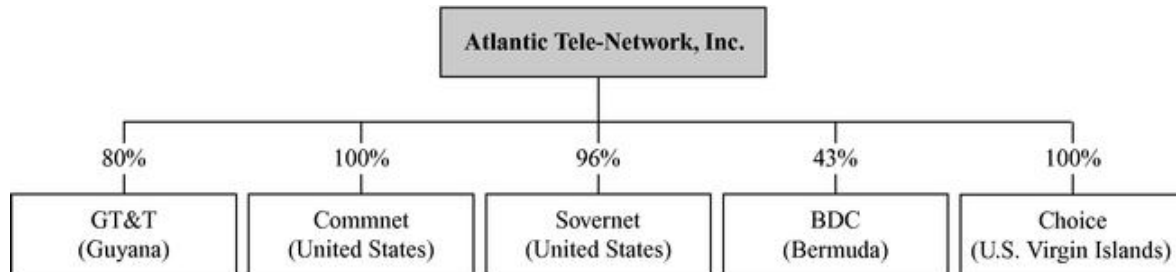 Atlantic Tele-Network, Inc.
80%
100%
96%
43%
100%
GT&T
(Guyana)
Commnet
(United States)
Sovernet
(United States)
BDC
(Bermuda)
Choice
(U.S. Virgin Islands)